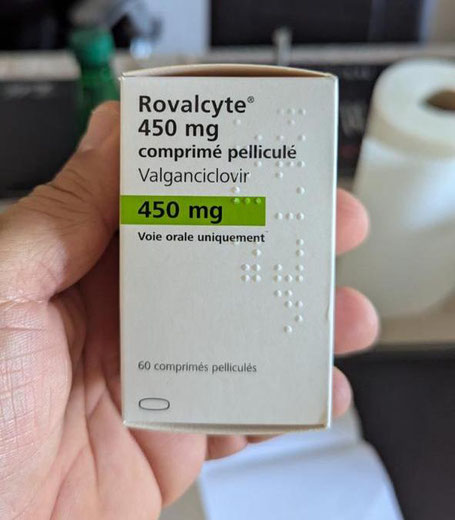 Rovalcyte®
450 mg
comprimé pelliculé
Valganciclovir
450 mg
Voie orale uniquement
60 comprimés pelliculés